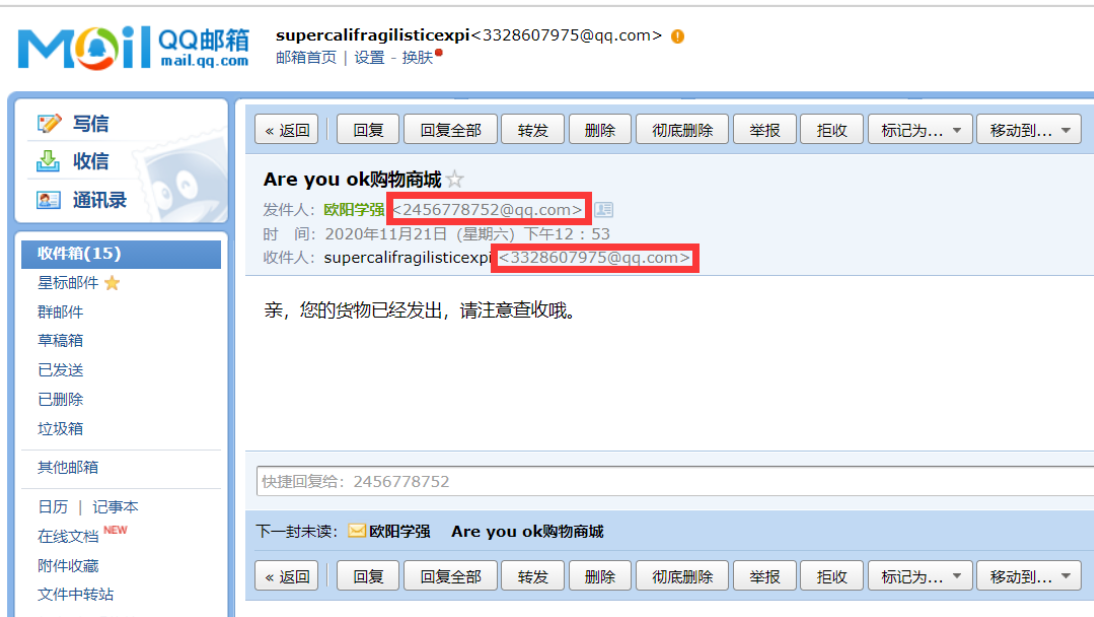 Mail QQ邮箱 mail.qq.com
supercalifragilisticexpi<3328607975@qq.com>
邮箱首页 | 设置 - 换肤
写信
收信
通讯录
收件箱(15)
星标邮件
群邮件
草稿箱
已发送
已删除
垃圾箱
其他邮箱
日历 | 记事本
在线文档 NEW
附件收藏
文件中转站
« 返回 回复 回复全部 转发 删除 彻底删除 举报 拒收 标记为... 移动到...
Are you ok购物商城
发件人：欧阳学强 <2456778752@qq.com>
时 间：2020年11月21日 (星期六) 下午12：53
收件人：supercalifragilisticexpi <3328607975@qq.com>
亲，您的货物已经发出，请注意查收哦。
快捷回复给：2456778752
下一封未读： 欧阳学强 Are you ok购物商城
« 返回 回复 回复全部 转发 删除 彻底删除 举报 拒收 标记为... 移动到...